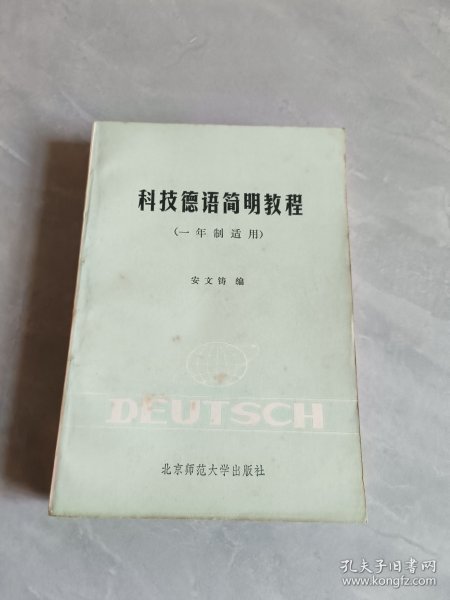 科技德语简明教程
(一年制适用)
安文铸 编
DEUTSCH
北京师范大学出版社
孔夫子旧书网
www.kongfz.com